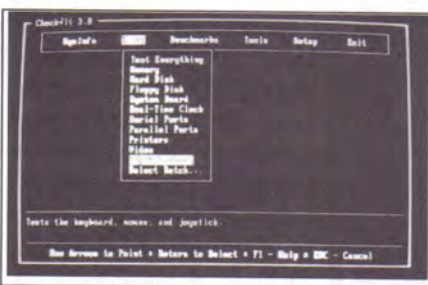 CheckIt 3.0
SysInfo Tests Benchmarks Tools Setup Exit
Test Everything
Memory
Hard Disk
Floppy Disk
System Board
Real-Time Clock
Serial Ports
Parallel Ports
Printers
Video
Select Batch...
Tests the keyboard, mouse, and joystick.
Use Arrows to Point • Return to Select • F1 - Help • ESC - Cancel